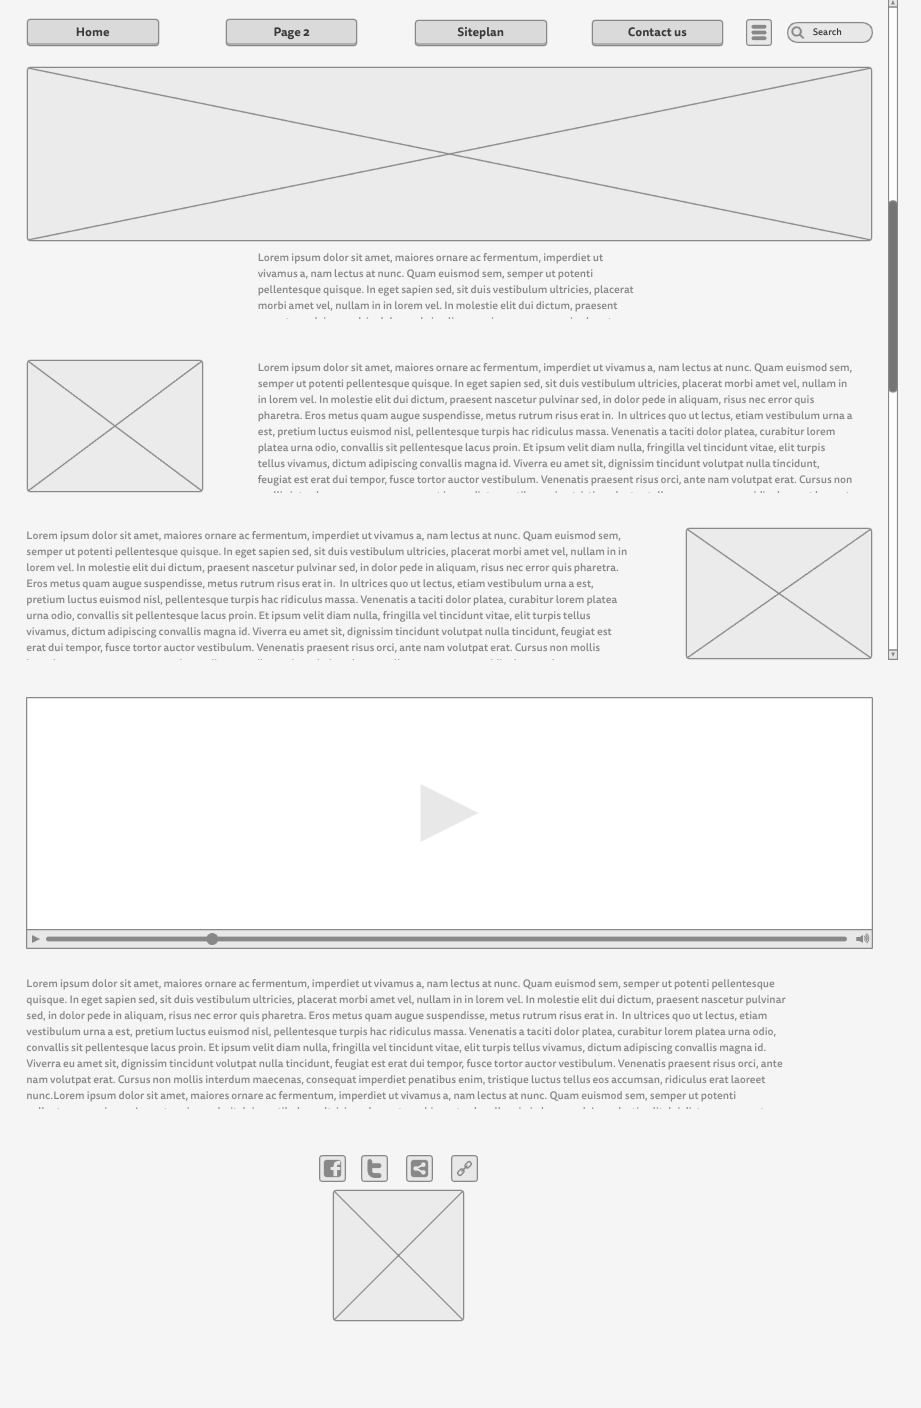 Home
Page 2
Siteplan
Contact us
Search
Lorem ipsum dolor sit amet, maiores ornare ac fermentum, imperdiet ut
vivamus a, nam lectus at nunc. Quam euismod sem, semper ut potenti
pellentesque quisque. In eget sapien sed, sit duis vestibulum ultricies, placerat
morbi amet vel, nullam in in lorem vel. In molestie elit dui dictum, praesent
Lorem ipsum dolor sit amet, maiores ornare ac fermentum, imperdiet ut vivamus a, nam lectus at nunc. Quam euismod sem,
semper ut potenti pellentesque quisque. In eget sapien sed, sit duis vestibulum ultricies, placerat morbi amet vel, nullam in
in lorem vel. In molestie elit dui dictum, praesent nascetur pulvinar sed, in dolor pede in aliquam, risus nec error quis
pharetra. Eros metus quam augue suspendisse, metus rutrum risus erat in. In ultrices quo ut lectus, etiam vestibulum urna a
est, pretium luctus euismod nisl, pellentesque turpis hac ridiculus massa. Venenatis a taciti dolor platea, curabitur lorem
platea urna odio, convallis sit pellentesque lacus proin. Et ipsum velit diam nulla, fringilla vel tincidunt vitae, elit turpis
tellus vivamus, dictum adipiscing convallis magna id. Viverra eu amet sit, dignissim tincidunt volutpat nulla tincidunt,
feugiat est erat dui tempor, fusce tortor auctor vestibulum. Venenatis praesent risus orci, ante nam volutpat erat. Cursus non
Lorem ipsum dolor sit amet, maiores ornare ac fermentum, imperdiet ut vivamus a, nam lectus at nunc. Quam euismod sem,
semper ut potenti pellentesque quisque. In eget sapien sed, sit duis vestibulum ultricies, placerat morbi amet vel, nullam in in
lorem vel. In molestie elit dui dictum, praesent nascetur pulvinar sed, in dolor pede in aliquam, risus nec error quis pharetra.
Eros metus quam augue suspendisse, metus rutrum risus erat in. In ultrices quo ut lectus, etiam vestibulum urna a est,
pretium luctus euismod nisl, pellentesque turpis hac ridiculus massa. Venenatis a taciti dolor platea, curabitur lorem platea
urna odio, convallis sit pellentesque lacus proin. Et ipsum velit diam nulla, fringilla vel tincidunt vitae, elit turpis tellus
vivamus, dictum adipiscing convallis magna id. Viverra eu amet sit, dignissim tincidunt volutpat nulla tincidunt, feugiat est
erat dui tempor, fusce tortor auctor vestibulum. Venenatis praesent risus orci, ante nam volutpat erat. Cursus non mollis
Lorem ipsum dolor sit amet, maiores ornare ac fermentum, imperdiet ut vivamus a, nam lectus at nunc. Quam euismod sem, semper ut potenti pellentesque
quisque. In eget sapien sed, sit duis vestibulum ultricies, placerat morbi amet vel, nullam in in lorem vel. In molestie elit dui dictum, praesent nascetur pulvinar
sed, in dolor pede in aliquam, risus nec error quis pharetra. Eros metus quam augue suspendisse, metus rutrum risus erat in. In ultrices quo ut lectus, etiam
vestibulum urna a est, pretium luctus euismod nisl, pellentesque turpis hac ridiculus massa. Venenatis a taciti dolor platea, curabitur lorem platea urna odio,
convallis sit pellentesque lacus proin. Et ipsum velit diam nulla, fringilla vel tincidunt vitae, elit turpis tellus vivamus, dictum adipiscing convallis magna id.
Viverra eu amet sit, dignissim tincidunt volutpat nulla tincidunt, feugiat est erat dui tempor, fusce tortor auctor vestibulum. Venenatis praesent risus orci, ante
nam volutpat erat. Cursus non mollis interdum maecenas, consequat imperdiet penatibus enim, tristique luctus tellus eos accumsan, ridiculus erat laoreet
nunc.Lorem ipsum dolor sit amet, maiores ornare ac fermentum, imperdiet ut vivamus a, nam lectus at nunc. Quam euismod sem, semper ut potenti